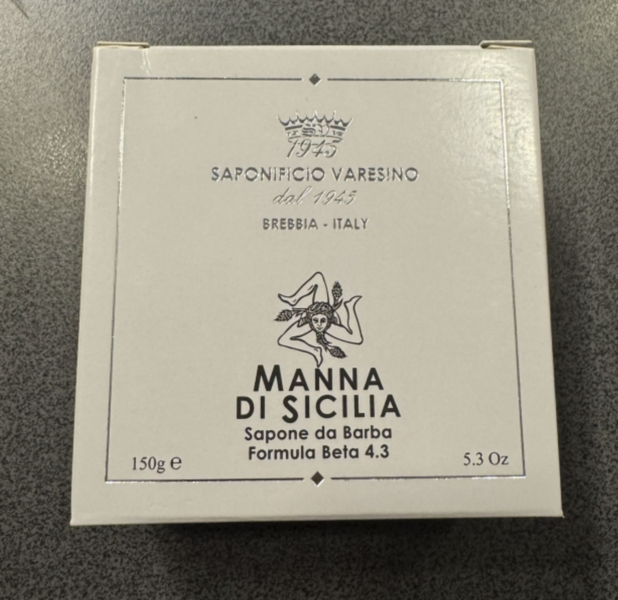 1945
SAPONIFICIO VARESINO
dal 1945
BREBBIA - ITALY
MANNA
DI SICILIA
Sapone da Barba
Formula Beta 4.3
150g e
5.3 Oz